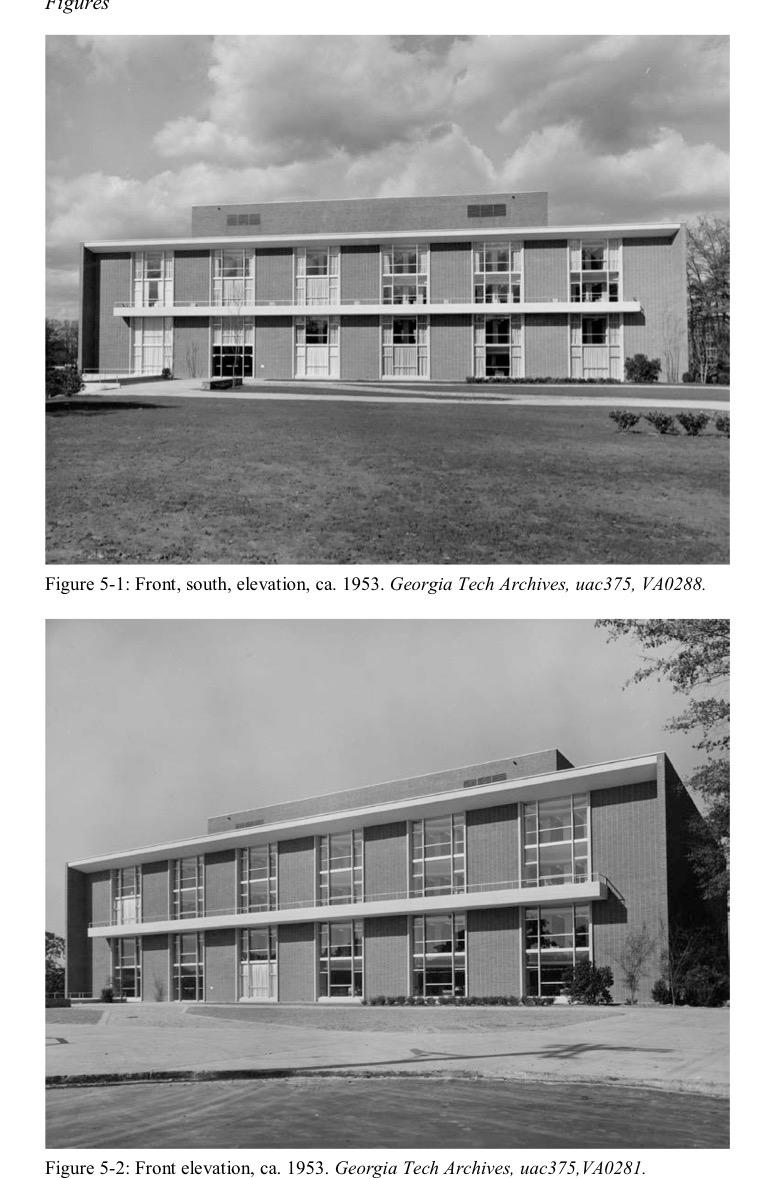 Figures
Figure 5-1: Front, south, elevation, ca. 1953. Georgia Tech Archives, uac375, VA0288.
Figure 5-2: Front elevation, ca. 1953. Georgia Tech Archives, uac375,VA0281.